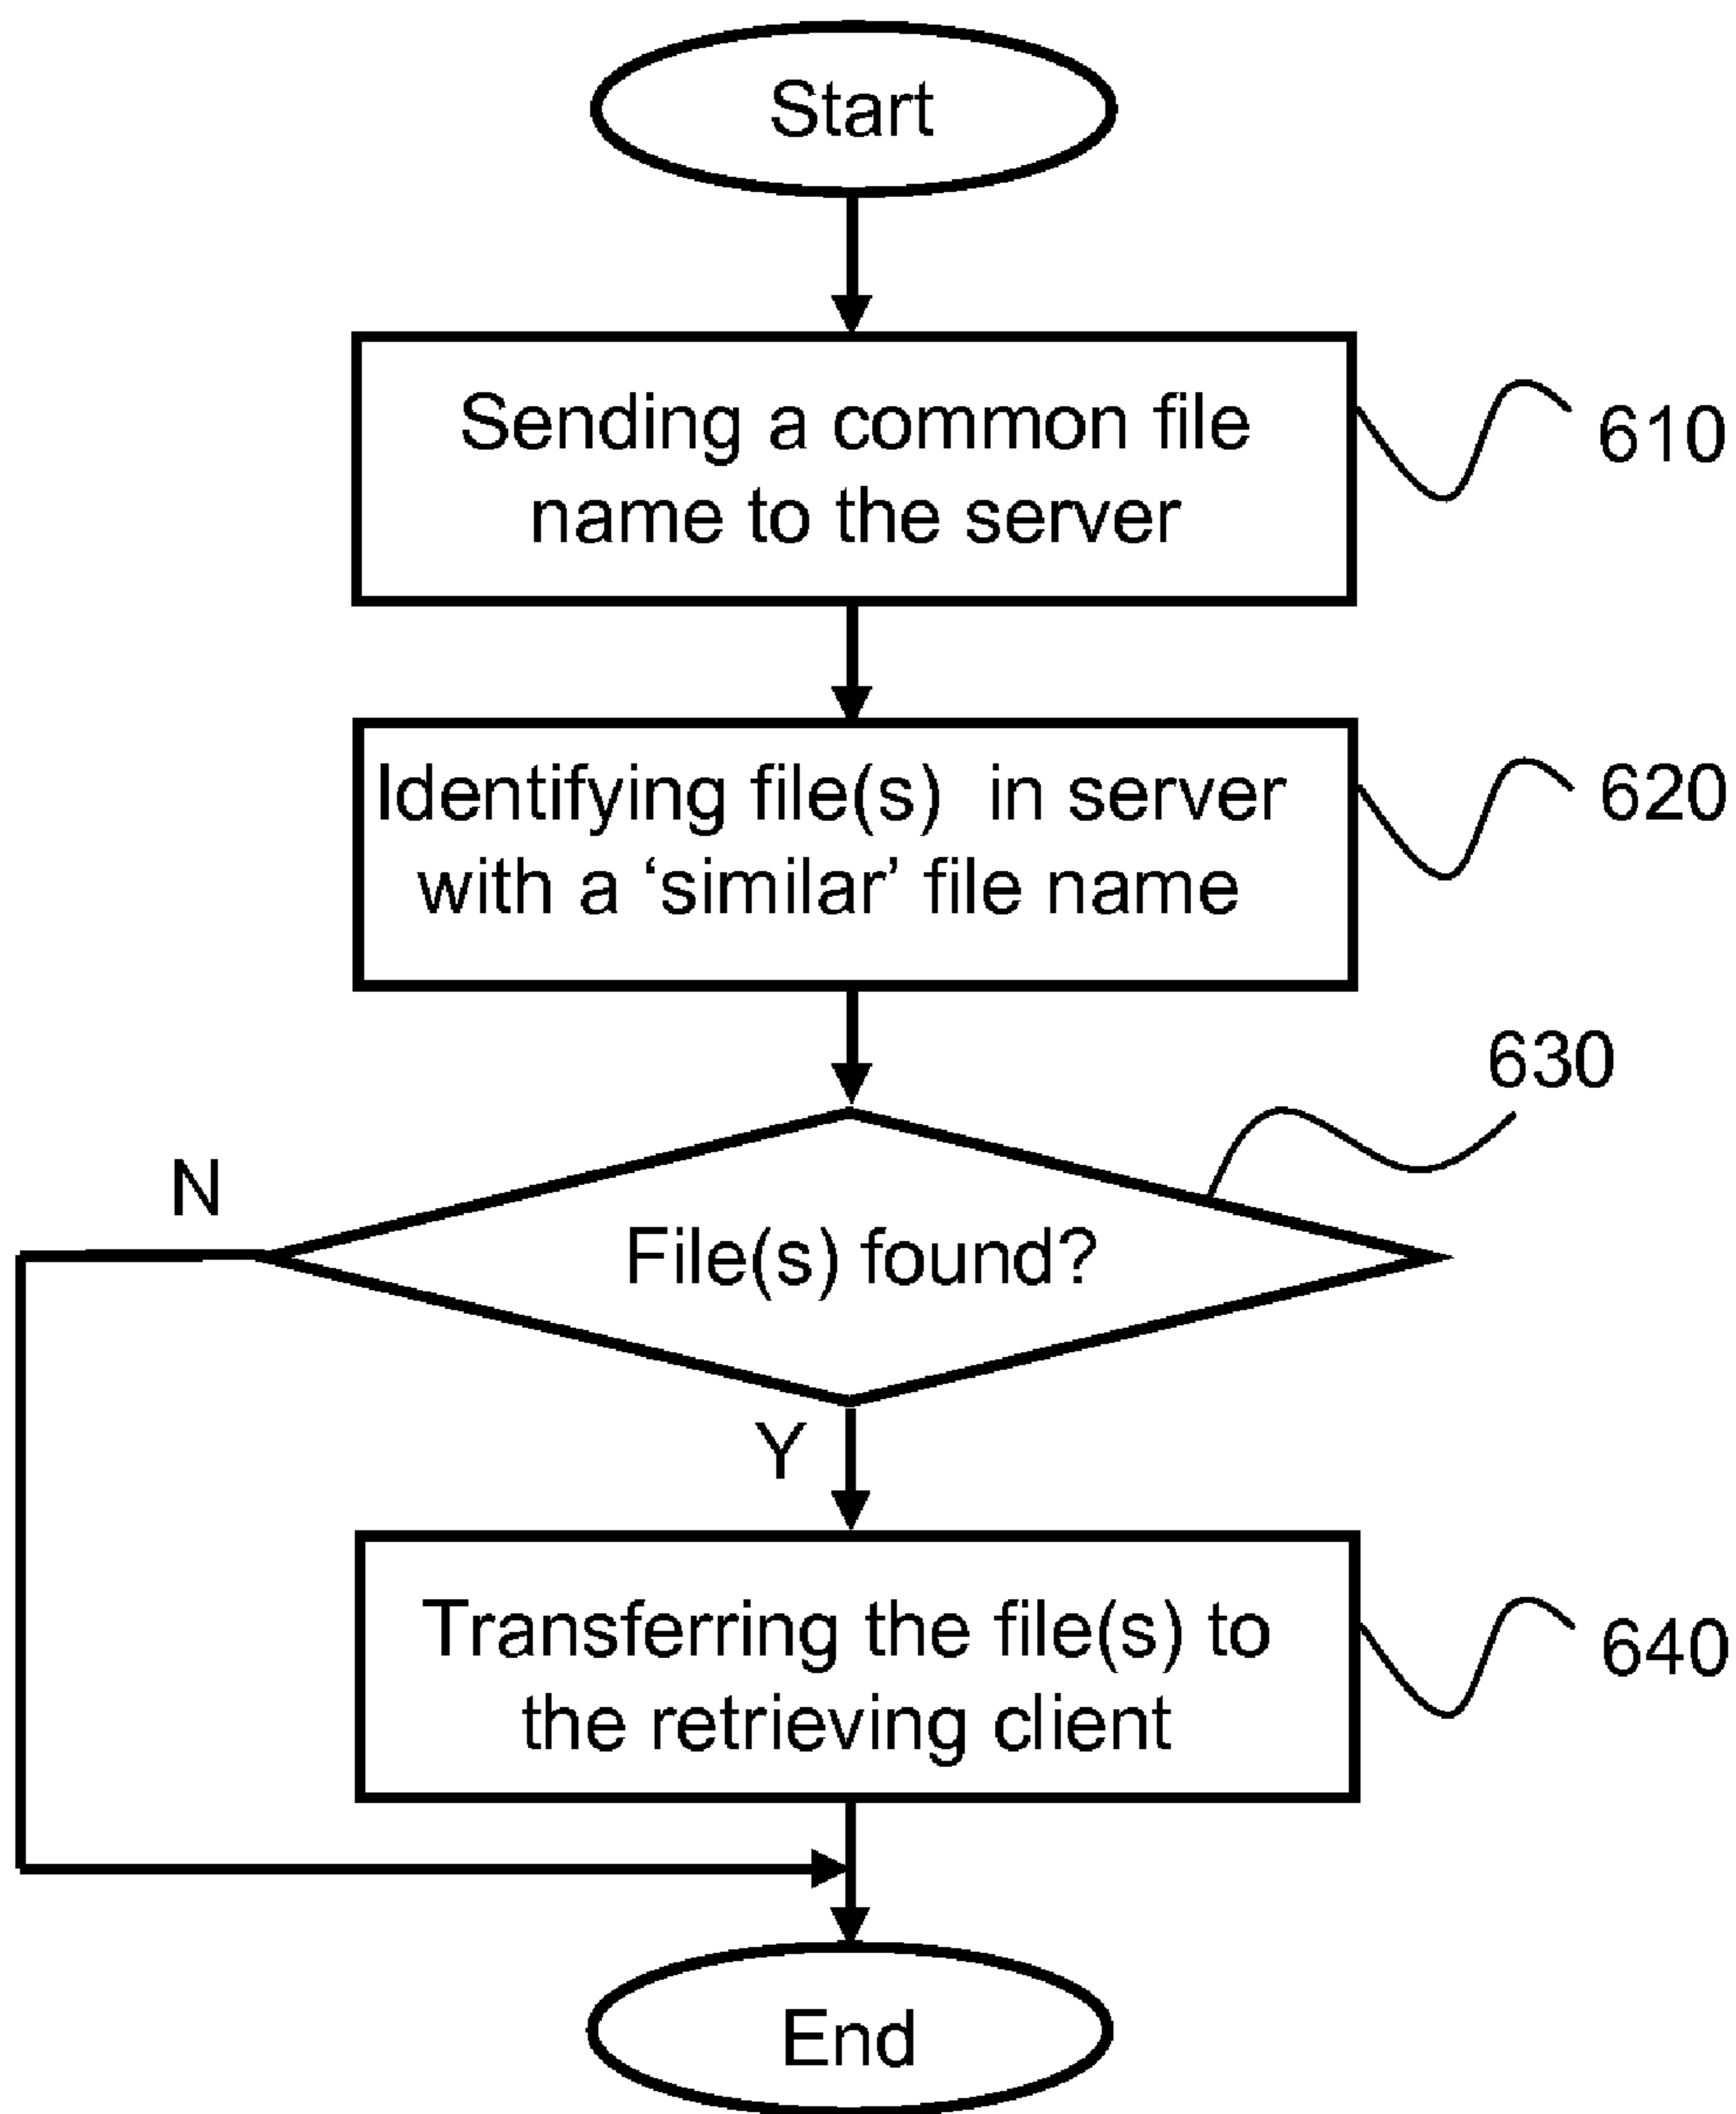 Start
Sending a common file
name to the server
610
Identifying file(s) in server
with a ‘similar’ file name
620
630
N
File(s) found?
Y
Transferring the file(s) to
the retrieving client
640
End